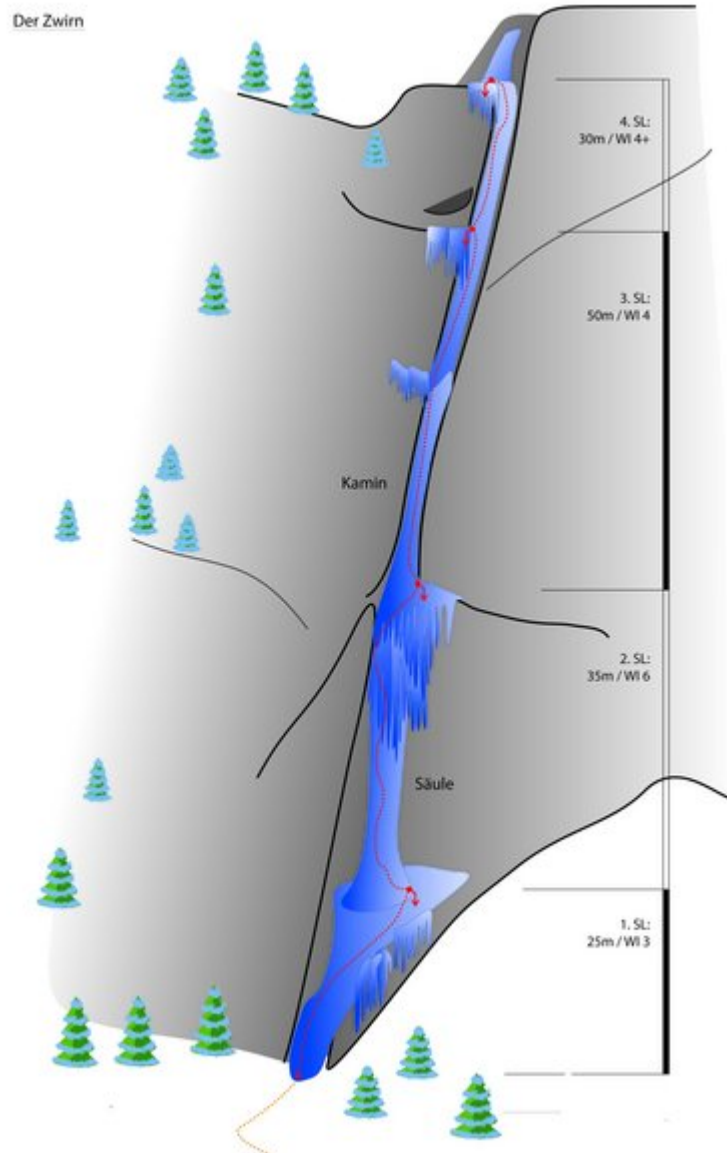 Der Zwirn
4. SL:
30m / WI 4+
3. SL:
50m / WI 4
Kamin
2. SL:
35m / WI 6
Säule
1. SL:
25m / WI 3